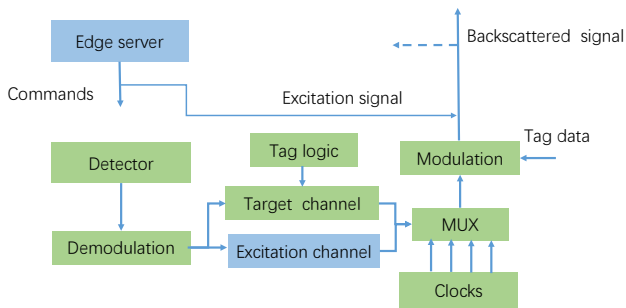 Edge server
Backscattered signal
Commands
Excitation signal
Tag data
Tag logic
Detector
Modulation
Target channel
MUX
Demodulation
Excitation channel
Clocks